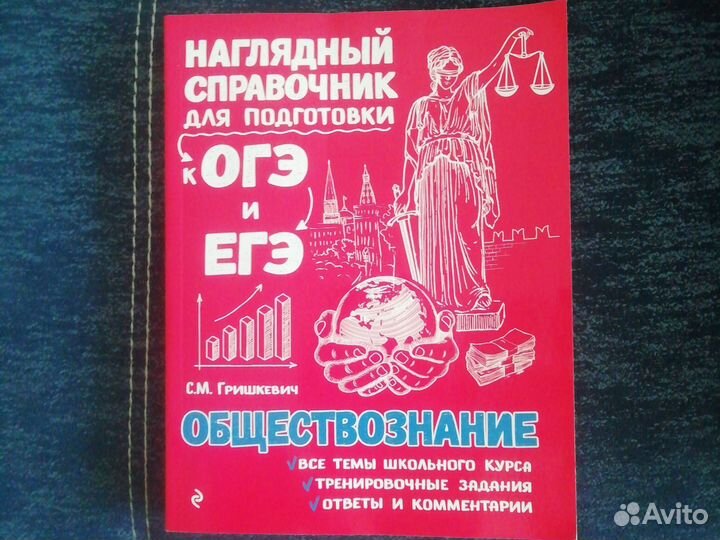 НАГЛЯДНЫЙ
СПРАВОЧНИК
ДЛЯ ПОДГОТОВКИ
К ОГЭ
И
ЕГЭ
С.М. ГРИШКЕВИЧ
ОБЩЕСТВОЗНАНИЕ
ВСЕ ТЕМЫ ШКОЛЬНОГО КУРСА
ТРЕНИРОВОЧНЫЕ ЗАДАНИЯ
ОТВЕТЫ И КОММЕНТАРИИ
Avito